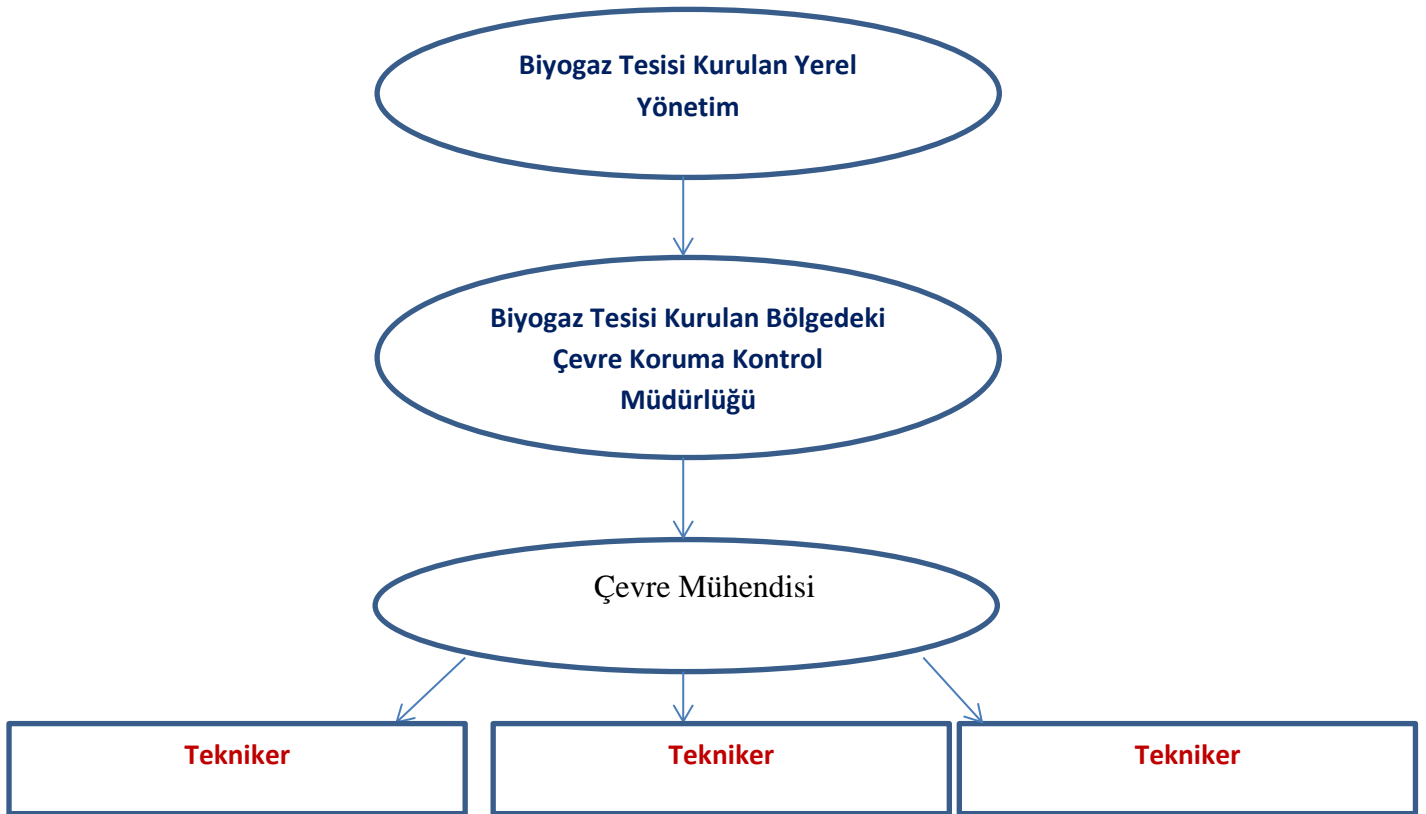 Biyogaz Tesisi Kurulan Yerel
Yönetim
Biyogaz Tesisi Kurulan Bölgedeki
Çevre Koruma Kontrol
Müdürlüğü
Çevre Mühendisi
Tekniker
Tekniker
Tekniker